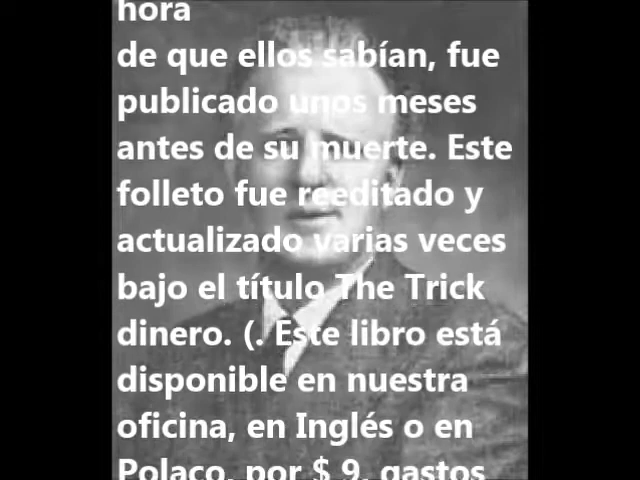 hora
de que ellos sabían, fue
publicado unos meses
antes de su muerte. Este
folleto fue reeditado y
actualizado varias veces
bajo el título The Trick
dinero. (. Este libro está
disponible en nuestra
oficina, en Inglés o en
Polaco, por $ 9, gastos